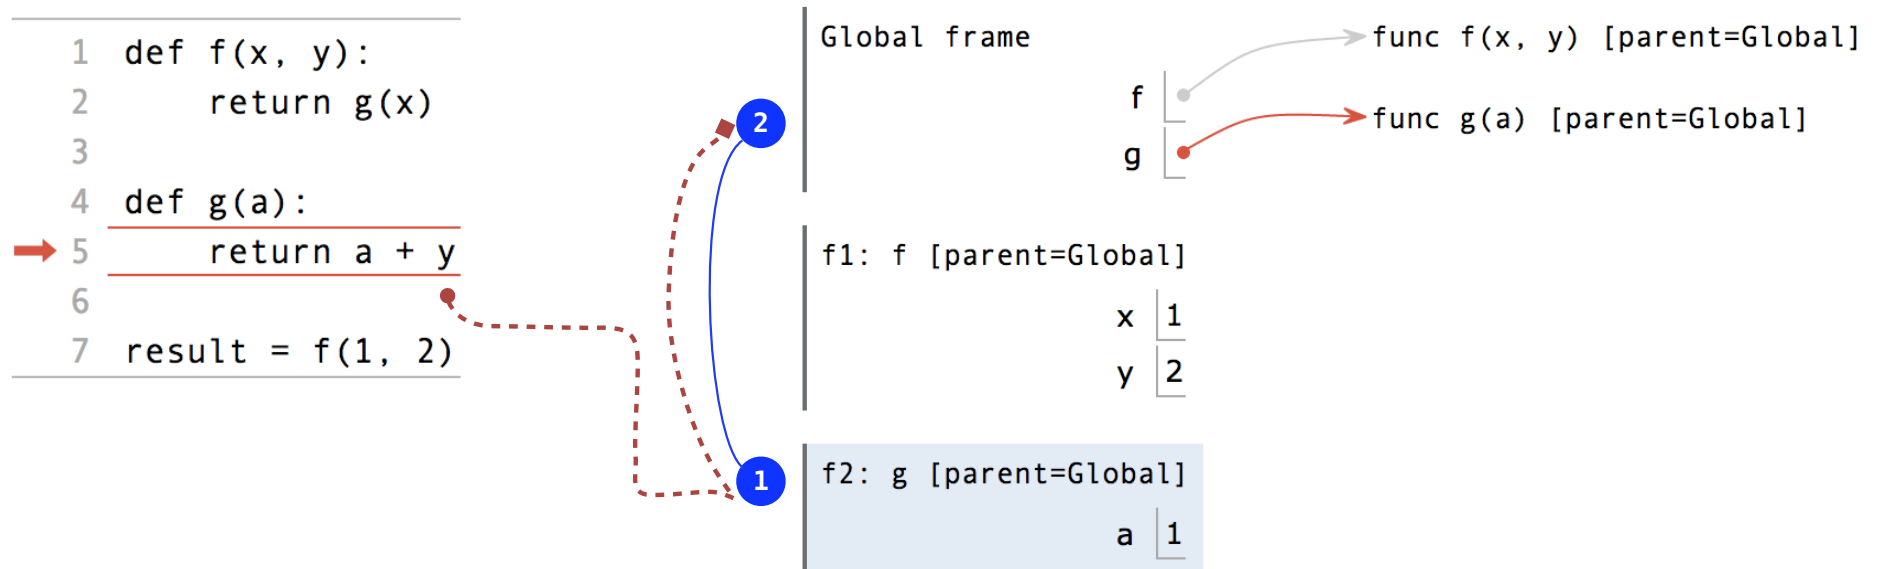 1 def f(x, y):
2     return g(x)
3
4 def g(a):
5     return a + y
6
7 result = f(1, 2)
2
1
Global frame
f
g
func f(x, y) [parent=Global]
func g(a) [parent=Global]
f1: f [parent=Global]
x 1
y 2
f2: g [parent=Global]
a 1